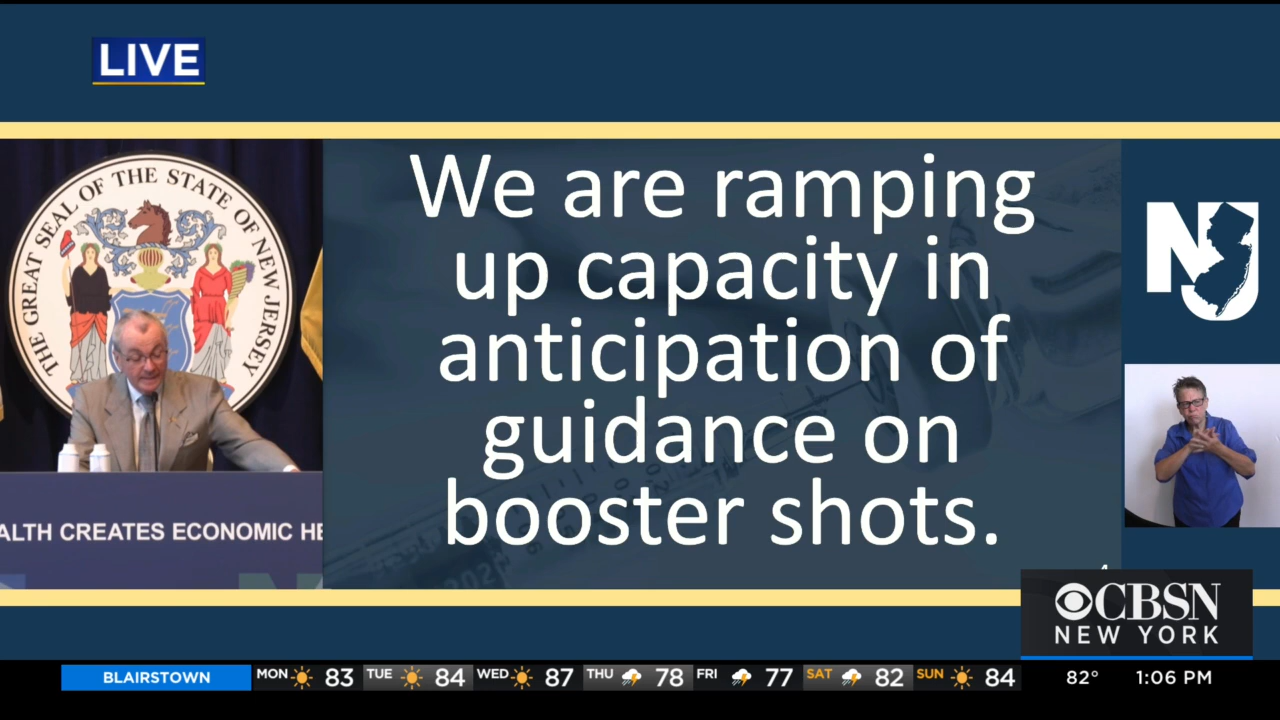 LIVE
THE GREAT SEAL OF THE STATE OF NEW JERSEY
We are ramping
up capacity in
anticipation of
guidance on
booster shots.
NJ
ALTH CREATES ECONOMIC HE
CBSN
NEW YORK
BLAIRSTOWN MON 83 TUE 84 WED 87 THU 78 FRI 77 SAT 82 SUN 84 82° 1:06 PM